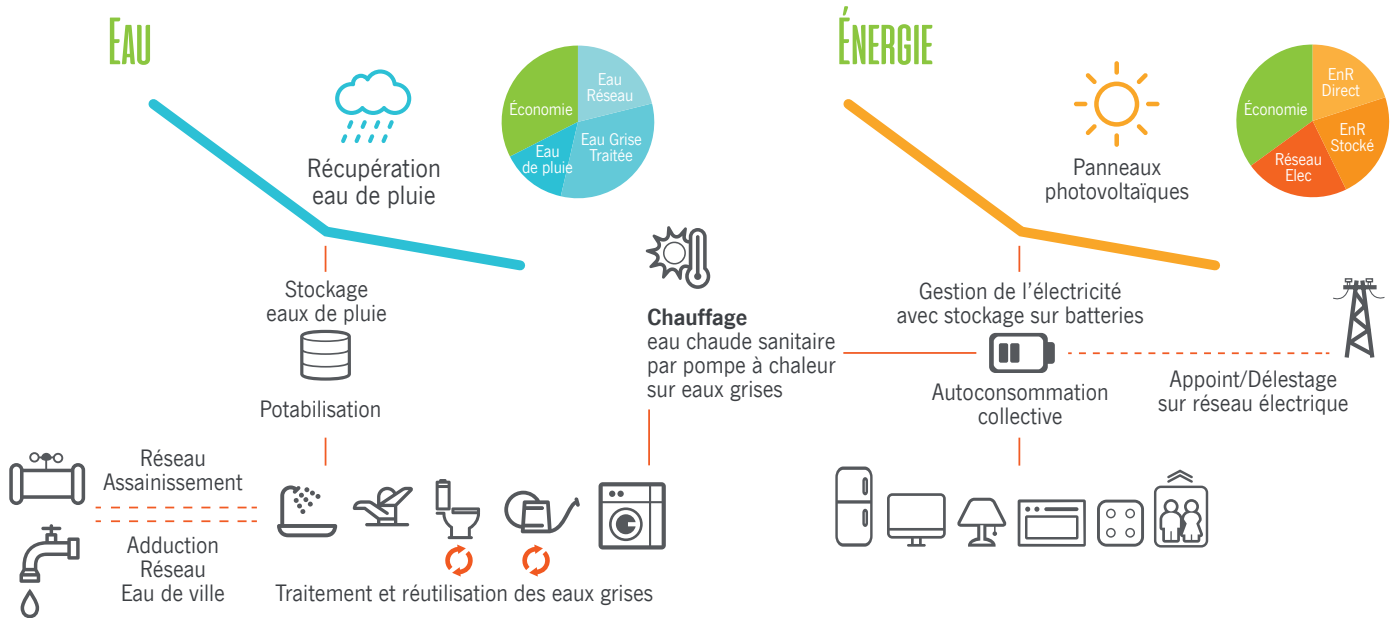 EAU
Récupération
eau de pluie
Économie
Eau
Réseau
Eau Grise
Traitée
Eau
de pluie
Stockage
eaux de pluie
Potabilisation
Réseau
Assainissement
Adduction
Réseau
Eau de ville
Traitement et réutilisation des eaux grises
Chauffage
eau chaude sanitaire
par pompe à chaleur
sur eaux grises
ÉNERGIE
Panneaux
photovoltaïques
Économie
EnR
Direct
EnR
Stocké
Réseau
Elec
Gestion de l'électricité
avec stockage sur batteries
Autoconsommation
collective
Appoint/Délestage
sur réseau électrique